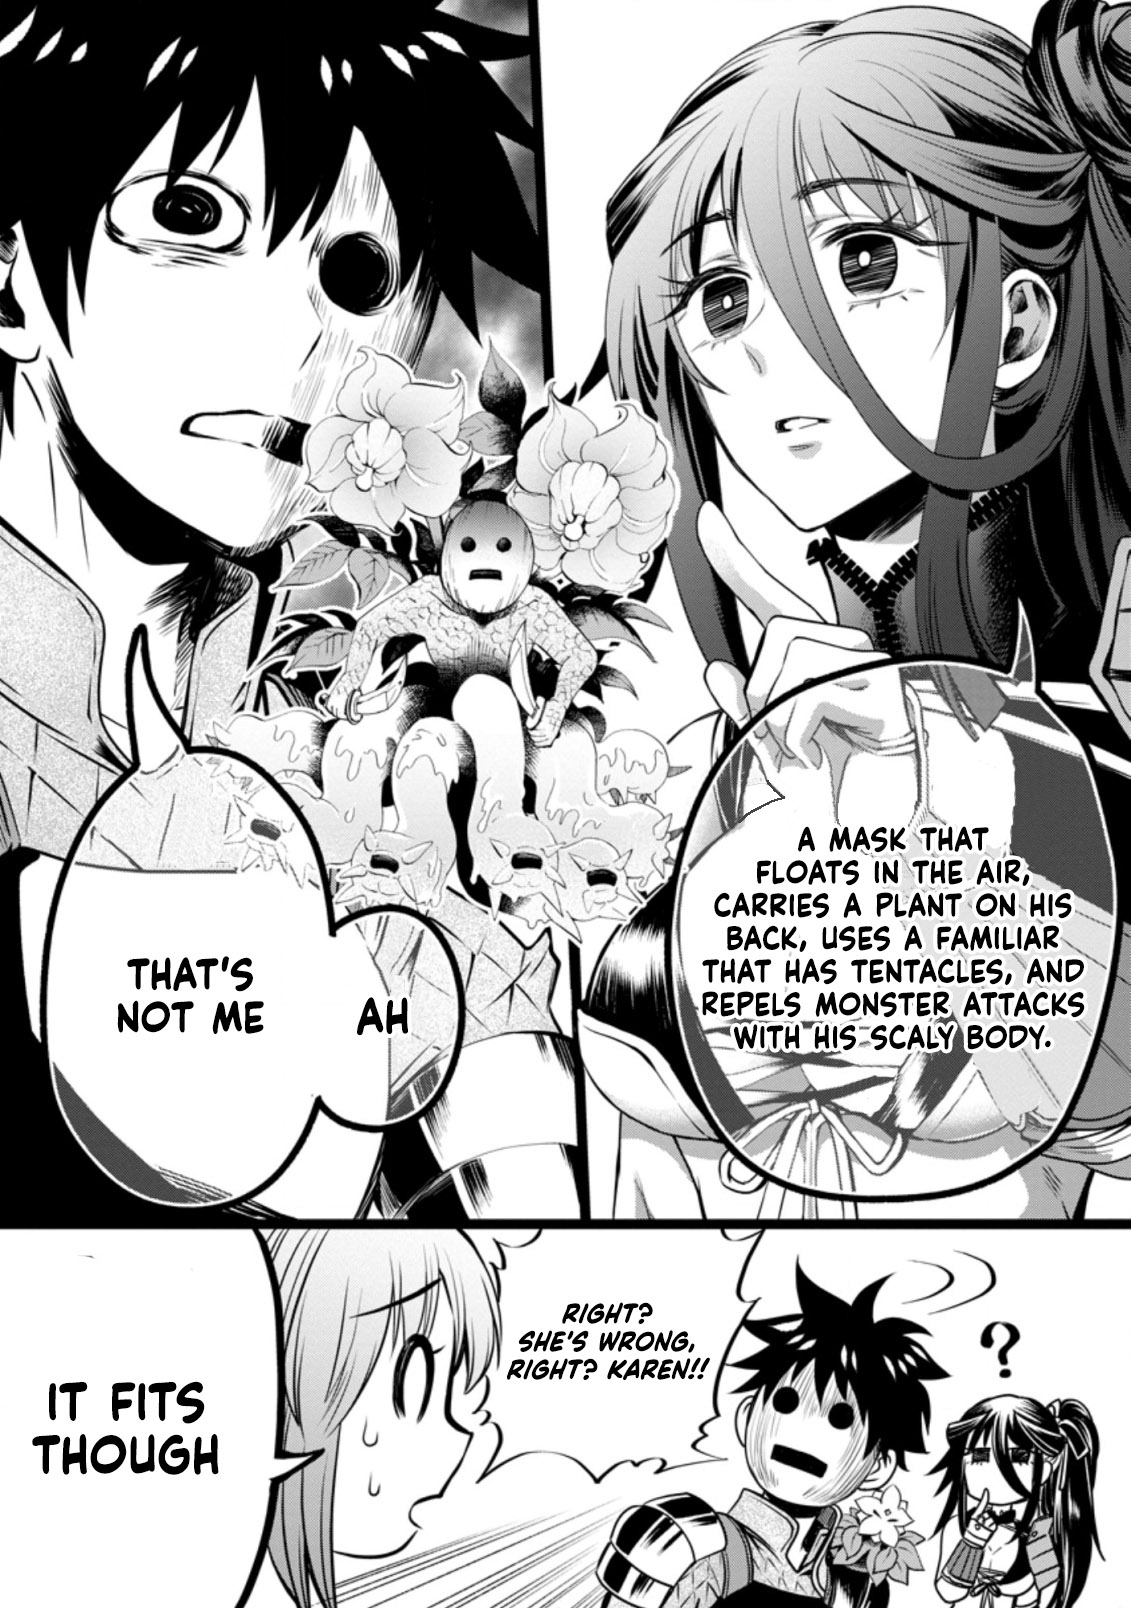 A MASK THAT
FLOATS IN THE AIR,
CARRIES A PLANT ON HIS
BACK, USES A FAMILIAR
THAT HAS TENTACLES, AND
REPELS MONSTER ATTACKS
WITH HIS SCALY BODY.
AH
THAT'S
NOT ME
?
RIGHT?
SHE'S WRONG,
RIGHT? KAREN!!
IT FITS
THOUGH